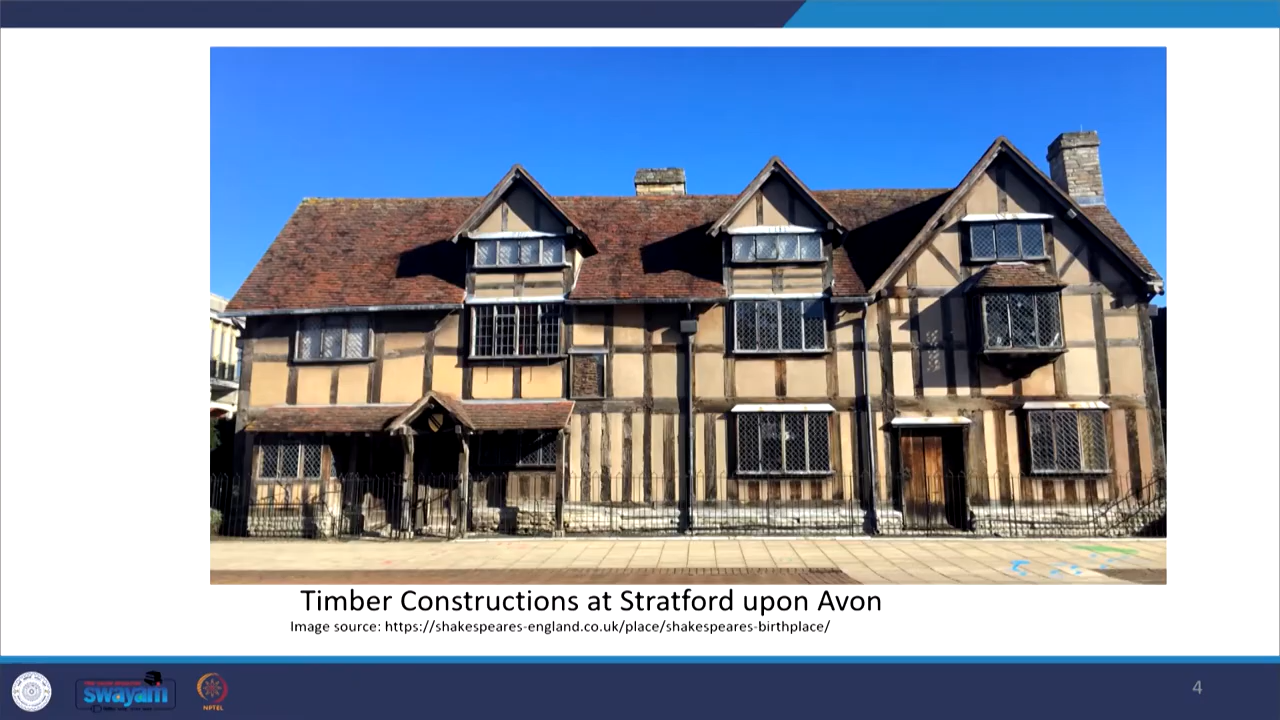 Timber Constructions at Stratford upon Avon
Image source: https://shakespeares-england.co.uk/place/shakespeares-birthplace/
swayam
NPTEL
4